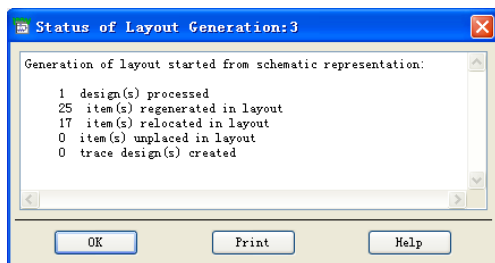 Status of Layout Generation:3
Generation of layout started from schematic representation:
1 design(s) processed
25 item(s) regenerated in layout
17 item(s) relocated in layout
0 item(s) unplaced in layout
0 trace design(s) created
OK Print Help